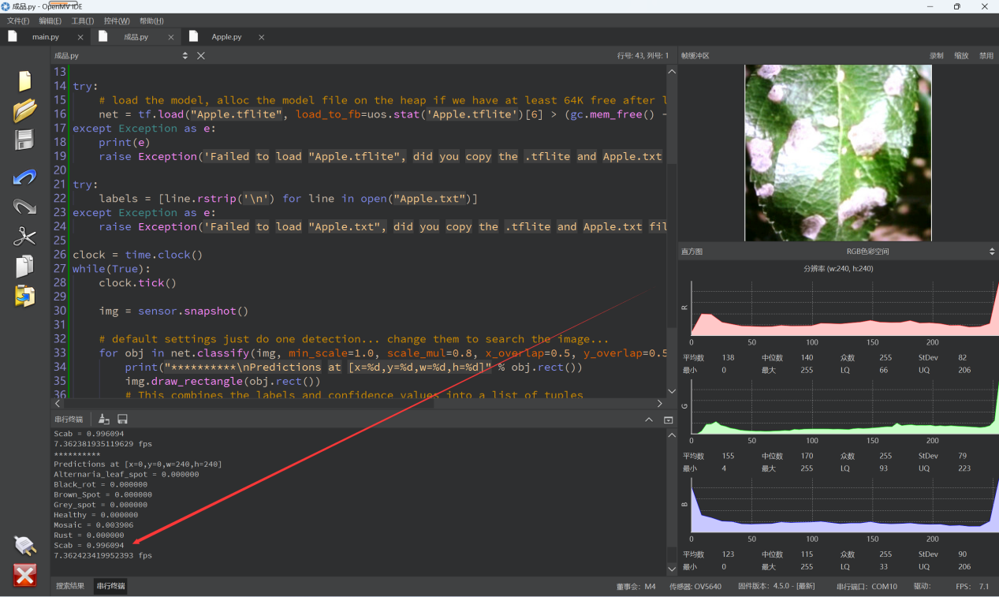 成品.py - OpenMV IDE
文件(F) 编辑(E) 工具(T) 控件(W) 帮助(H)
main.py 成品.py Apple.py
成品.py 行号: 43, 列号: 1 帧缓冲区 录制 缩放 禁用
13
14 try:
15 # load the model, alloc the model file on the heap if we have at least 64K free after l
16 net = tf.load("Apple.tflite", load_to_fb=uos.stat('Apple.tflite')[6] > (gc.mem_free() -
17 except Exception as e:
18 print(e)
19 raise Exception('Failed to load "Apple.tflite", did you copy the .tflite and Apple.txt
20
21 try:
22 labels = [line.rstrip('\n') for line in open("Apple.txt")]
23 except Exception as e:
24 raise Exception('Failed to load "Apple.txt", did you copy the .tflite and Apple.txt fil
25
26 clock = time.clock()
27 while(True):
28 clock.tick()
29
30 img = sensor.snapshot()
31
32 # default settings just do one detection... change them to search the image...
33 for obj in net.classify(img, min_scale=1.0, scale_mul=0.8, x_overlap=0.5, y_overlap=0.5
34 print("**********\nPredictions at [x=%d,y=%d,w=%d,h=%d]" % obj.rect())
35 img.draw_rectangle(obj.rect())
36 # This combines the labels and confidence values into a list of tuples
串行终端
Scab = 0.996094
7.362381935119629 fps
**********
Predictions at [x=0,y=0,w=240,h=240]
Alternaria_leaf_spot = 0.000000
Black_rot = 0.000000
Brown_Spot = 0.000000
Grey_spot = 0.000000
Healthy = 0.000000
Mosaic = 0.003906
Rust = 0.000000
Scab = 0.996094
7.362423419952393 fps
直方图 RGB色彩空间
分辨率 (w:240, h:240)
R
0 50 100 150 200
平均数 138 中位数 140 众数 255 StDev 82
最小 0 最大 255 LQ 66 UQ 206
G
0 50 100 150 200
平均数 155 中位数 170 众数 255 StDev 79
最小 4 最大 255 LQ 93 UQ 223
B
0 50 100 150 200
平均数 123 中位数 115 众数 255 StDev 90
最小 0 最大 255 LQ 33 UQ 206
搜索结果 串行终端 董事会: M4 传感器: OV5640 固件版本: 4.5.0 - [最新] 串行端口: COM10 驱动: FPS: 7.1